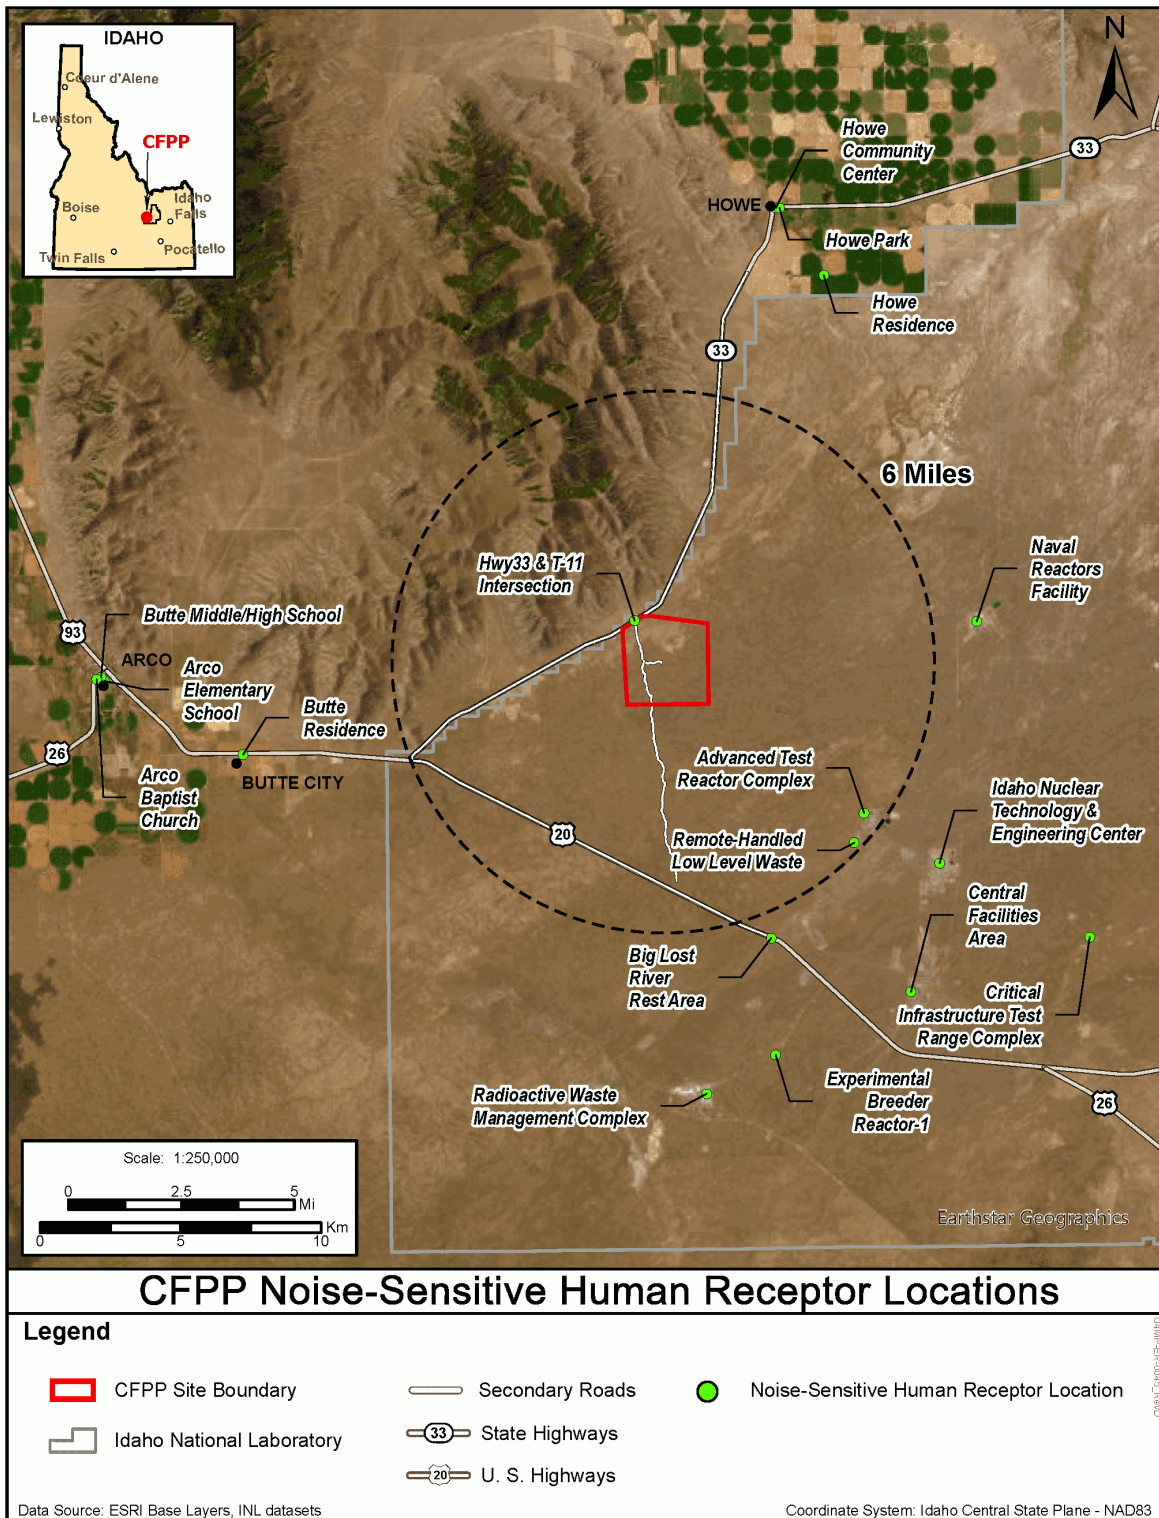 IDAHO
Coeur d'Alene
Lewiston
CFPP
Boise
Idaho
Falls
Twin Falls
Pocatello
N
Howe
Community
Center
33
HOWE
Howe Park
Howe
Residence
33
6 Miles
Hwy33 & T-11
Intersection
Naval
Reactors
Facility
Butte Middle/High School
93
ARCO
Arco
Elementary
School
Butte
Residence
26
BUTTE CITY
Arco
Baptist
Church
Advanced Test
Reactor Complex
Idaho Nuclear
Technology &
Engineering Center
20
Remote-Handled
Low Level Waste
Central
Facilities
Area
Big Lost
River
Rest Area
Critical
Infrastructure Test
Range Complex
Experimental
Breeder
Reactor-1
Radioactive Waste
Management Complex
26
Scale: 1:250,000
0 2.5 5
Mi
Km
0 5 10
Earthstar Geographics
CFPP Noise-Sensitive Human Receptor Locations
Legend
CFPP Site Boundary
Secondary Roads
Noise-Sensitive Human Receptor Location
Idaho National Laboratory
33 State Highways
20 U. S. Highways
Data Source: ESRI Base Layers, INL datasets
Coordinate System: Idaho Central State Plane - NAD83